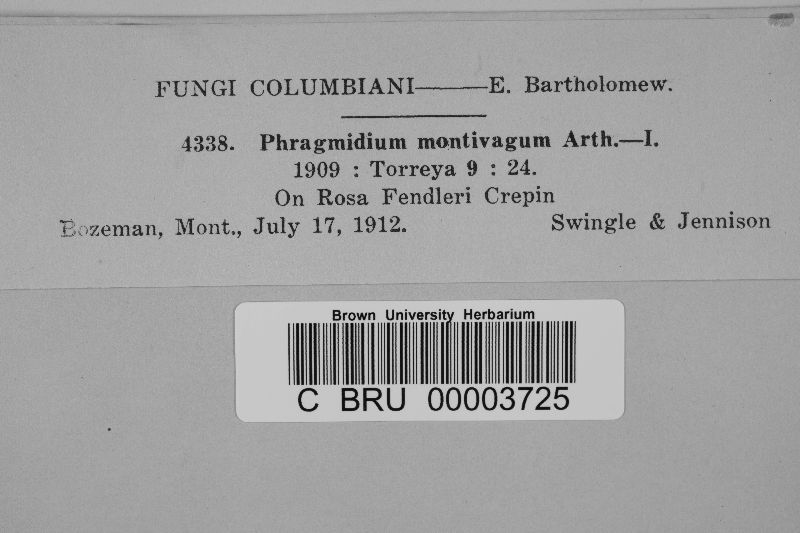 FUNGI COLUMBIANI——E. Bartholomew.
4338. Phragmidium montivagum Arth.—I.
1909 : Torreya 9 : 24.
On Rosa Fendleri Crepin
Bozeman, Mont., July 17, 1912. Swingle & Jennison
Brown University Herbarium
C BRU 00003725